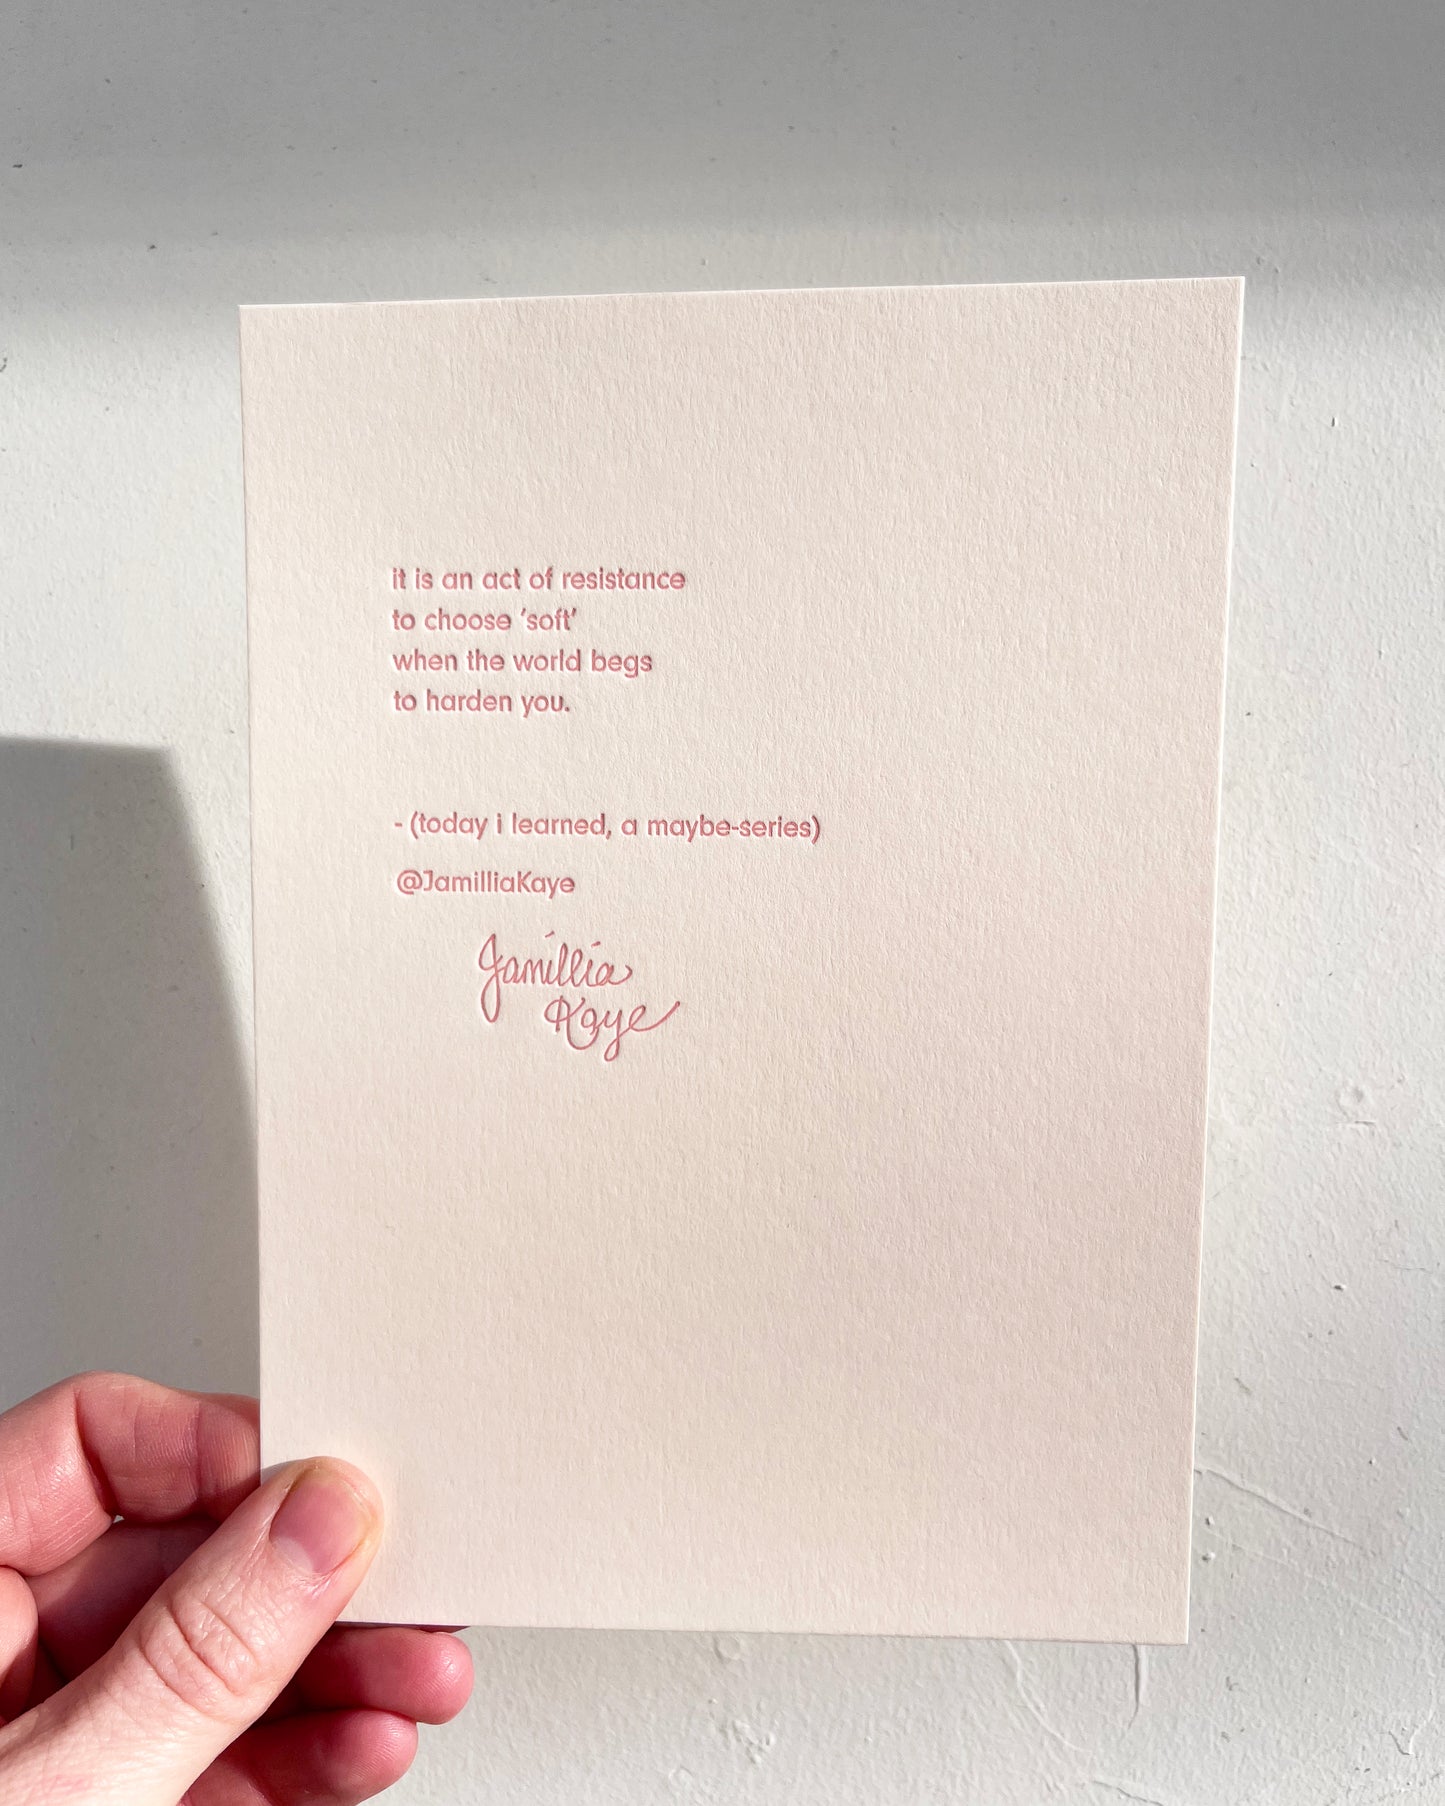 it is an act of resistance
to choose ‘soft’
when the world begs
to harden you.
- (today i learned, a maybe-series)
@JamilliaKaye
Jamillia
Kaye